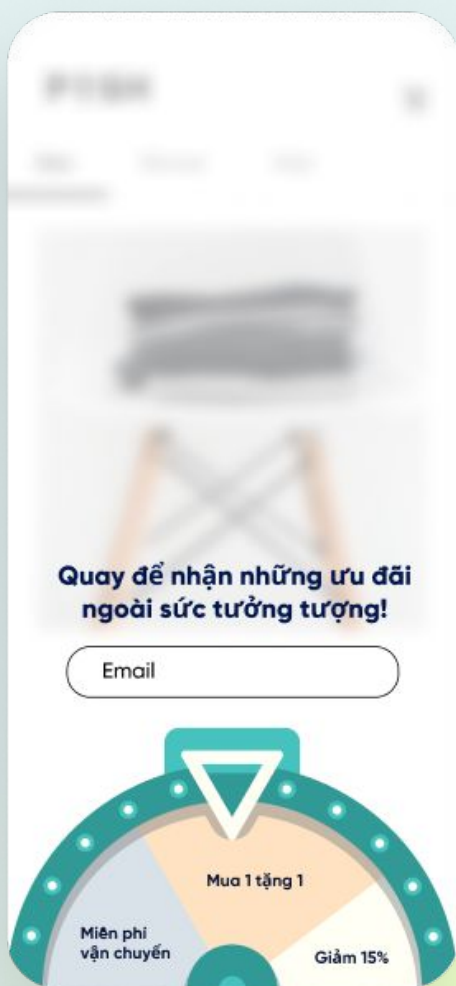 Quay để nhận những ưu đãi
ngoài sức tưởng tượng!
Email
Mua 1 tặng 1
Miễn phí
vận chuyển
Giảm 15%